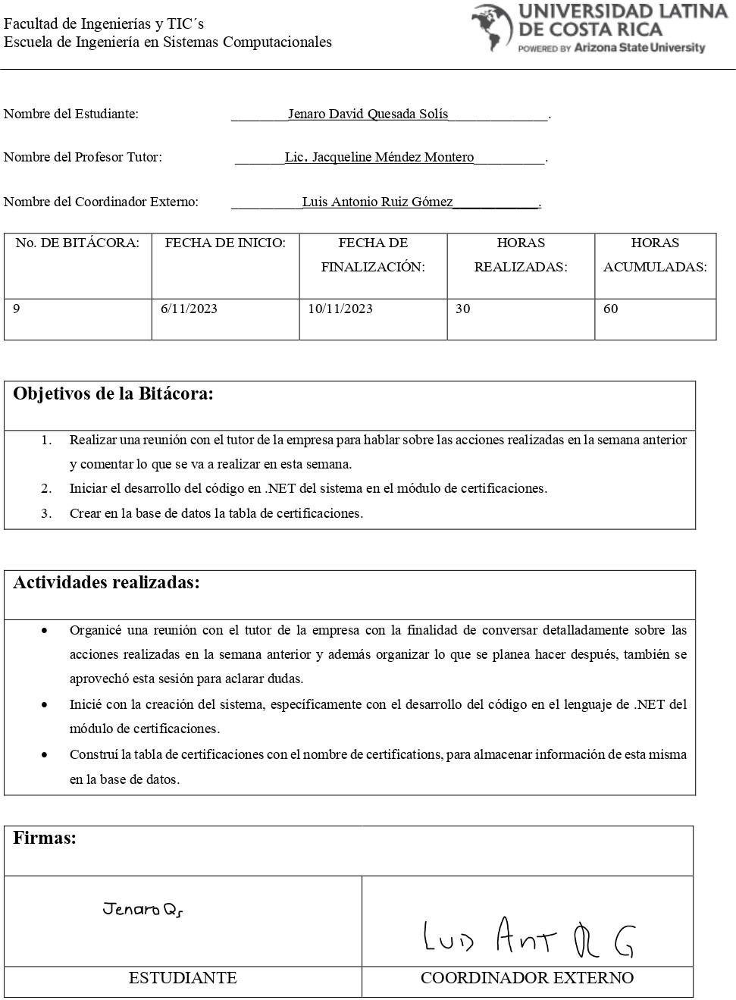 Facultad de Ingenierías y TIC´s
Escuela de Ingeniería en Sistemas Computacionales
UNIVERSIDAD LATINA
DE COSTA RICA
POWERED BY Arizona State University
Nombre del Estudiante: ________Jenaro David Quesada Solís______________.
Nombre del Profesor Tutor: _______Lic. Jacqueline Méndez Montero__________.
Nombre del Coordinador Externo: __________Luis Antonio Ruiz Gómez____________.
No. DE BITÁCORA: FECHA DE INICIO: FECHA DE FINALIZACIÓN: HORAS REALIZADAS: HORAS ACUMULADAS:
9 6/11/2023 10/11/2023 30 60
Objetivos de la Bitácora:
1. Realizar una reunión con el tutor de la empresa para hablar sobre las acciones realizadas en la semana anterior
y comentar lo que se va a realizar en esta semana.
2. Iniciar el desarrollo del código en .NET del sistema en el módulo de certificaciones.
3. Crear en la base de datos la tabla de certificaciones.
Actividades realizadas:
• Organicé una reunión con el tutor de la empresa con la finalidad de conversar detalladamente sobre las
acciones realizadas en la semana anterior y además organizar lo que se planea hacer después, también se
aprovechó esta sesión para aclarar dudas.
• Inicié con la creación del sistema, específicamente con el desarrollo del código en el lenguaje de .NET del
módulo de certificaciones.
• Construí la tabla de certificaciones con el nombre de certifications, para almacenar información de esta misma
en la base de datos.
Firmas:
Jenaro Qs
Ant R G
ESTUDIANTE COORDINADOR EXTERNO